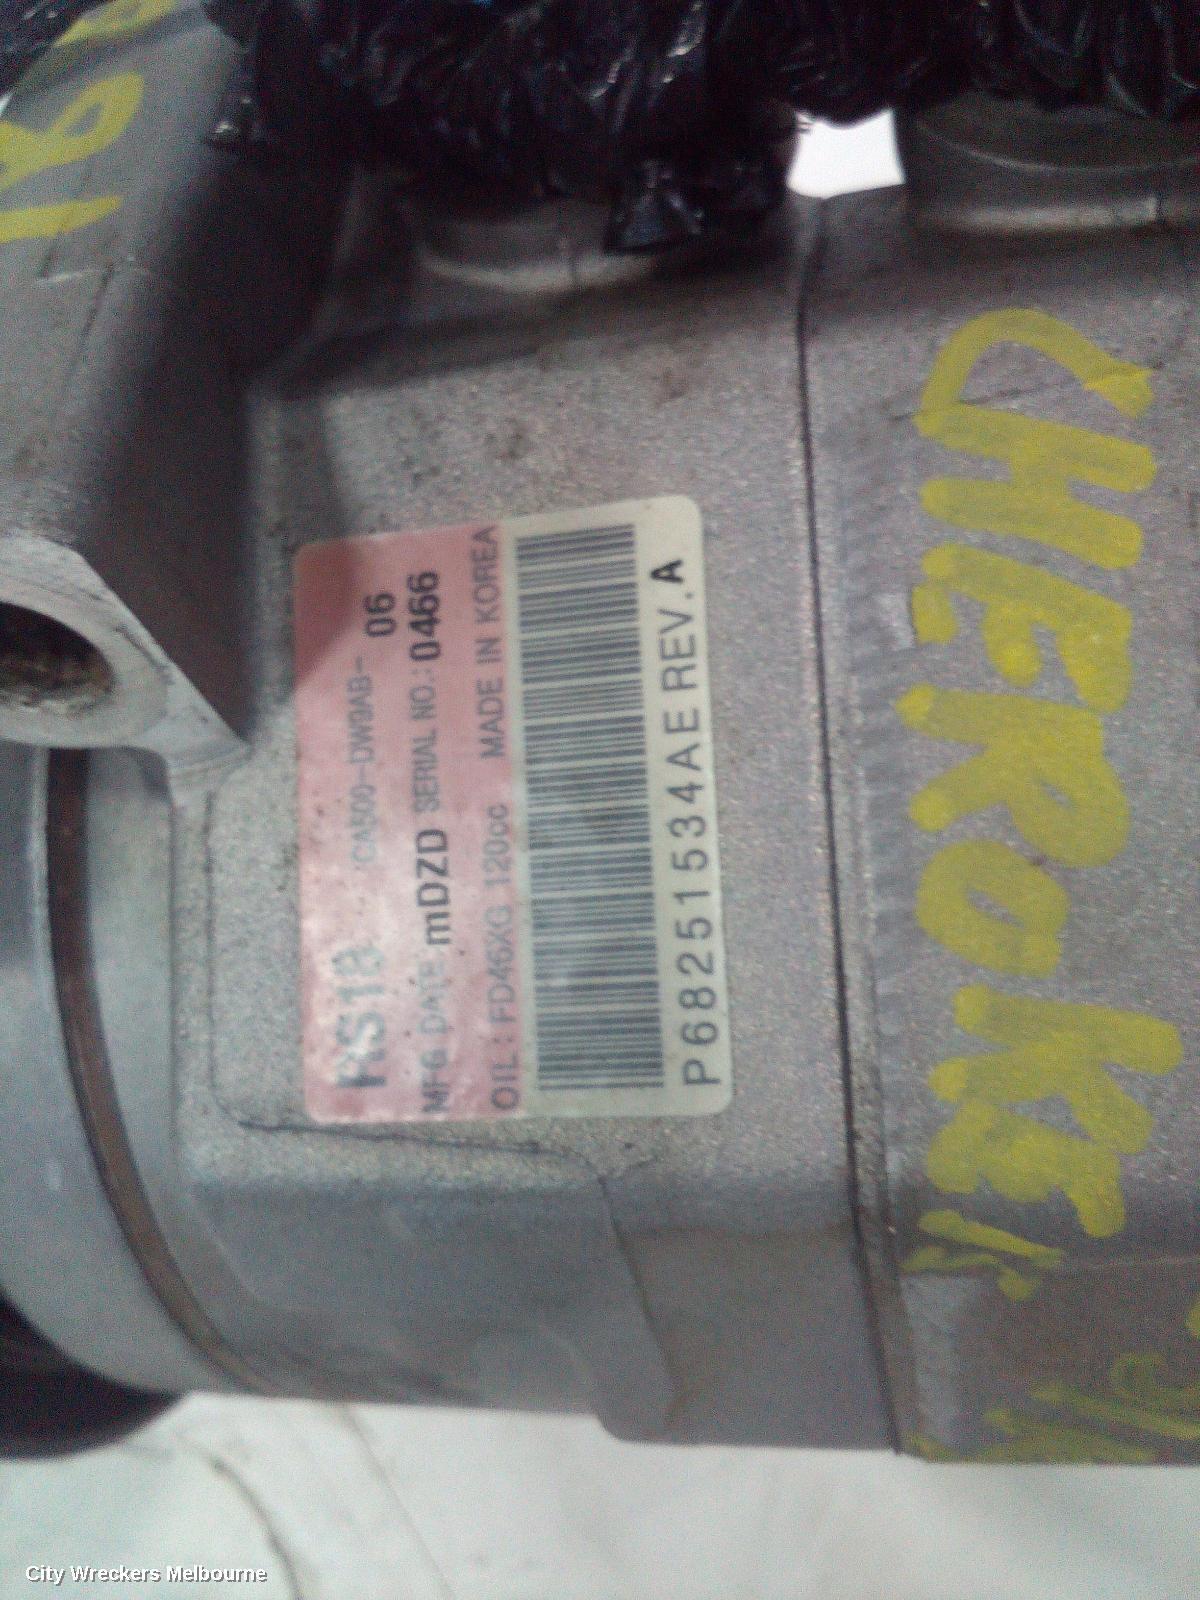 RS18 CA500-DW9AB-06
MFG DATE: mDZD SERIAL NO.: 0466
OIL: FD46XG 120cc MADE IN KOREA
P68251534AE REV.A
CHEROKE
City Wreckers Melbourne